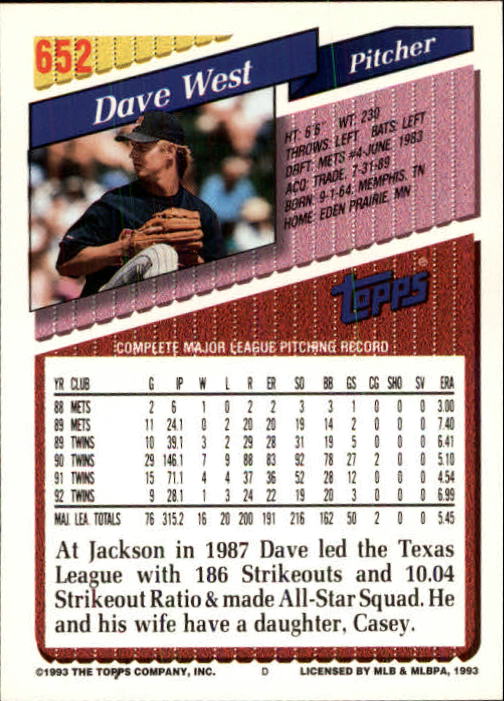 652
Dave West
Pitcher
HT: 6'6" WT: 230
THROWS: LEFT BATS: LEFT
DRFT: METS #4-JUNE, 1983
ACQ: TRADE, 7-31-89
BORN: 9-1-64, MEMPHIS, TN
HOME: EDEN PRAIRIE, MN
TOPPS®
COMPLETE MAJOR LEAGUE PITCHING RECORD
YR CLUB G IP W L R ER SO BB GS CG SHO SV ERA
88 METS 2 6 1 0 2 2 3 3 1 0 0 0 3.00
89 METS 11 24.1 0 2 20 20 19 14 2 0 0 0 7.40
89 TWINS 10 39.1 3 2 29 28 31 19 5 0 0 0 6.41
90 TWINS 29 146.1 7 9 88 83 92 78 27 2 0 0 5.10
91 TWINS 15 71.1 4 4 37 36 52 28 12 0 0 0 4.54
92 TWINS 9 28.1 1 3 24 22 19 20 3 0 0 0 6.99
MAJ. LEA. TOTALS 76 315.2 16 20 200 191 216 162 50 2 0 0 5.45
At Jackson in 1987 Dave led the Texas
League with 186 Strikeouts and 10.04
Strikeout Ratio & made All-Star Squad. He
and his wife have a daughter, Casey.
©1993 THE TOPPS COMPANY, INC. D LICENSED BY MLB & MLBPA, 1993